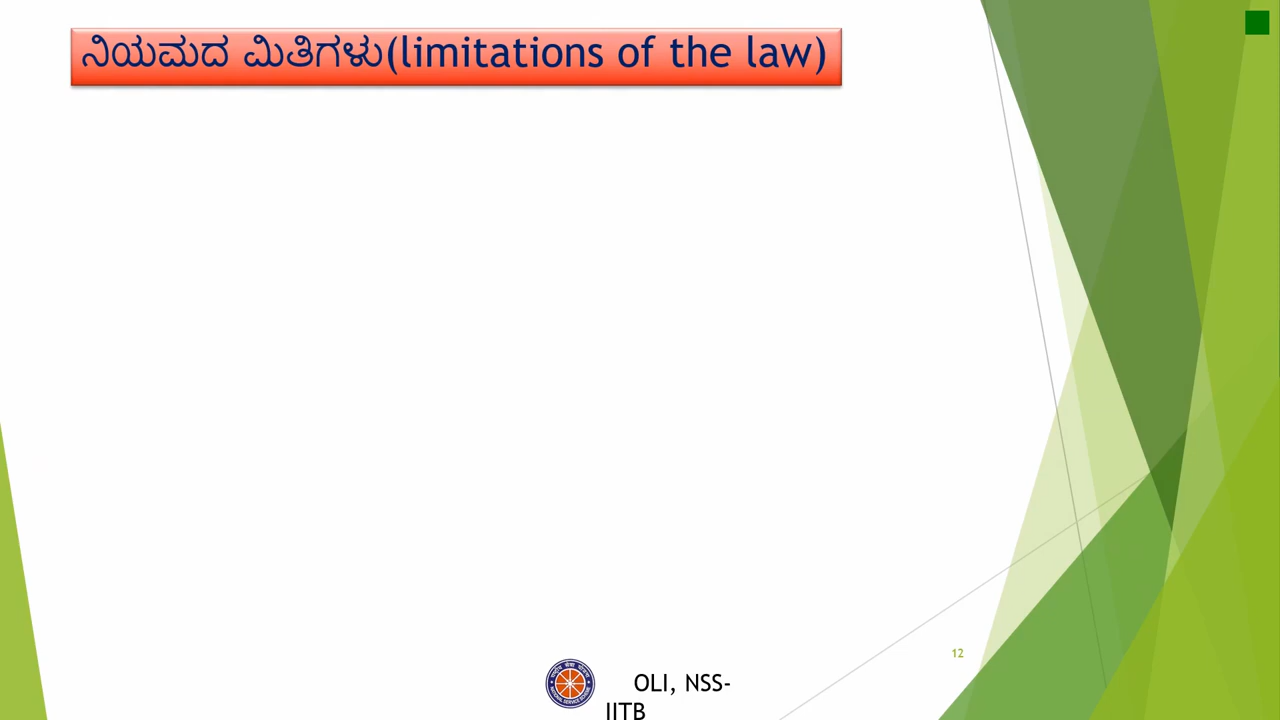 ನಿಯಮದ ಮಿತಿಗಳು(limitations of the law)
12
OLI, NSS-
IITB